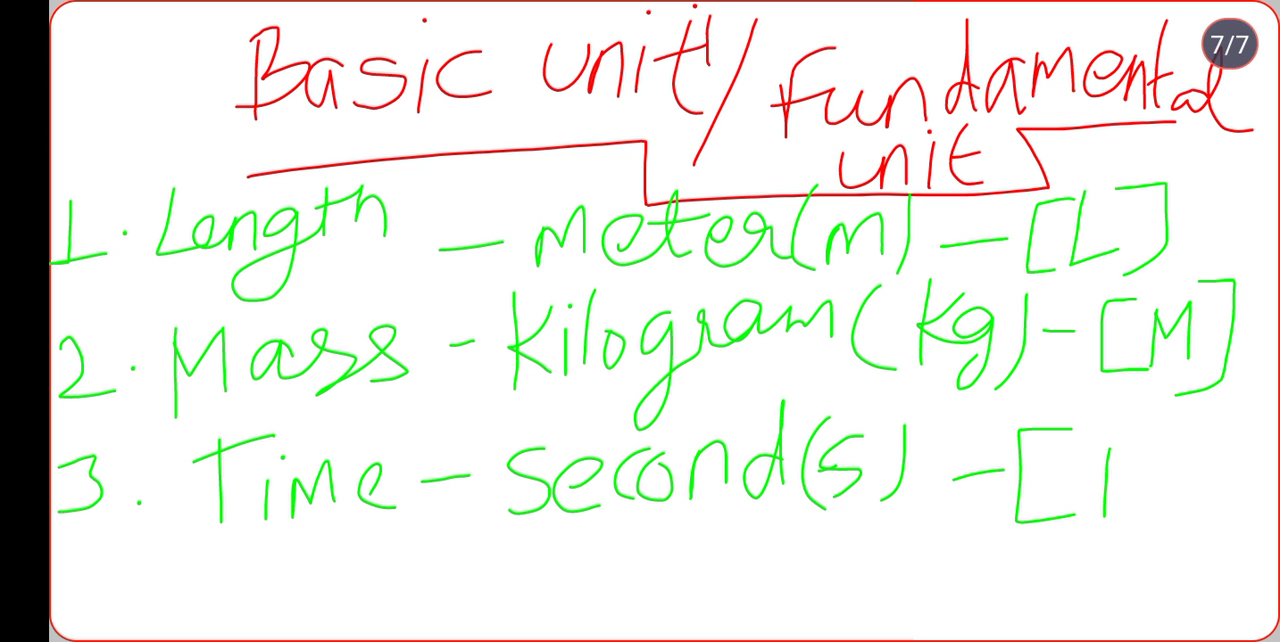 Basic unit/ Fundamental
unit
7/7
1. Length - Meter(m) - [L]
2. Mass - Kilogram (kg) - [M]
3. Time - Second(s) - [